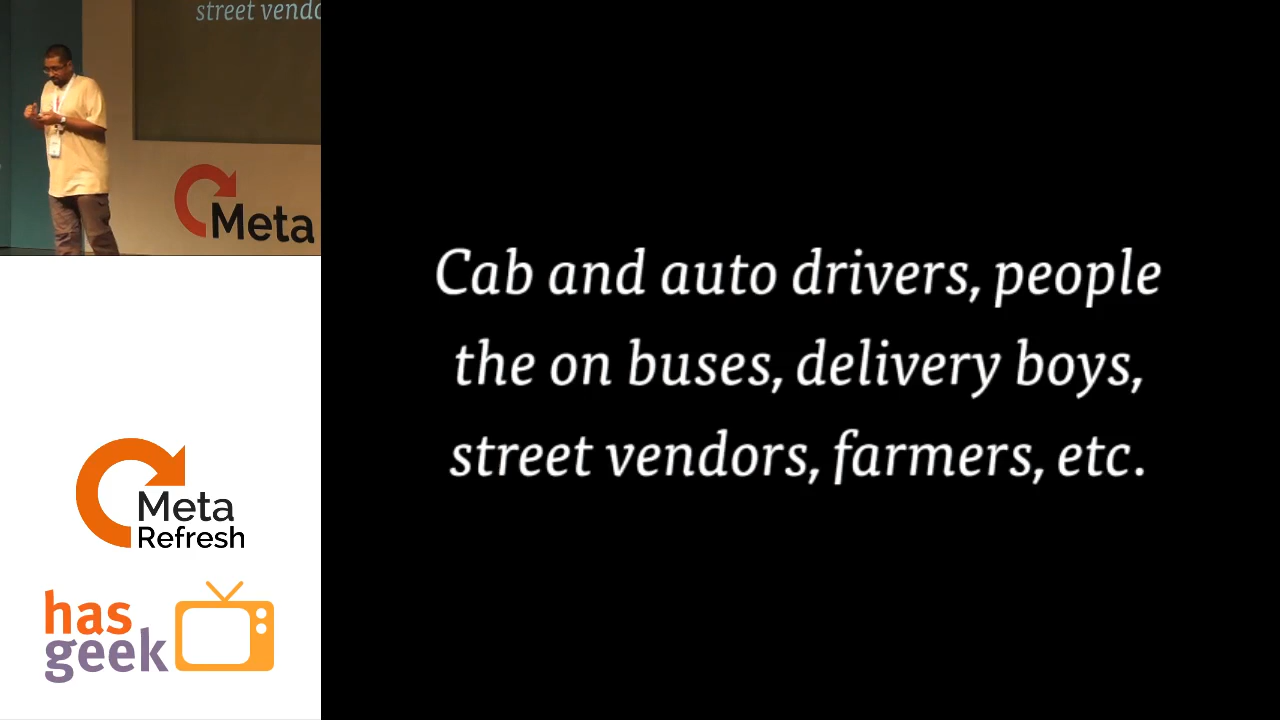 street vendo
Meta
Cab and auto drivers, people
the on buses, delivery boys,
street vendors, farmers, etc.
Meta
Refresh
has
geek